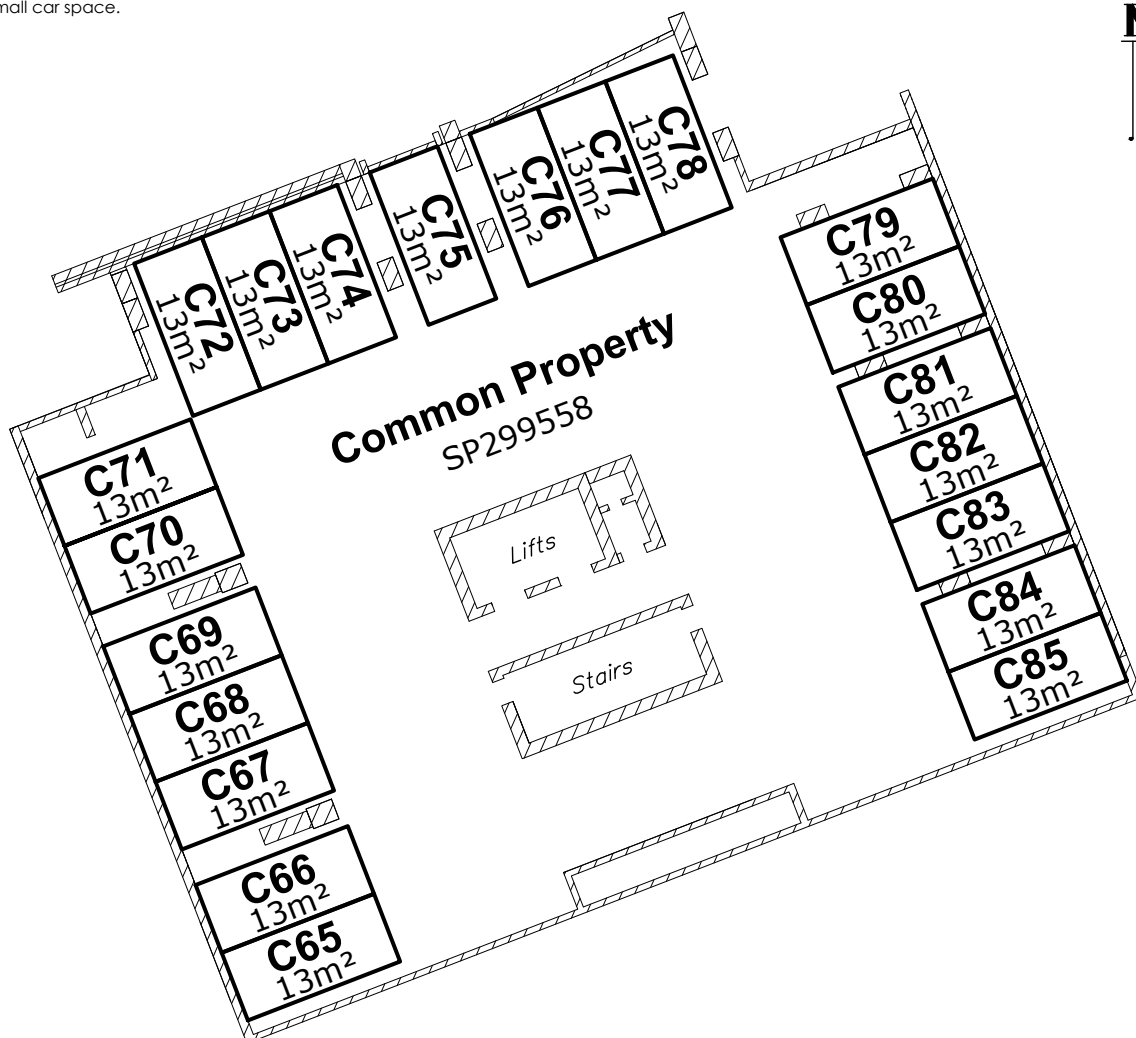 mall car space.
C78
13m²
C77
13m²
C76
13m²
C75
13m²
C74
13m²
C73
13m²
C72
13m²
C79
13m²
C80
13m²
C81
13m²
C82
13m²
C83
13m²
C84
13m²
C85
13m²
Common Property
SP299558
Lifts
Stairs
C71
13m²
C70
13m²
C69
13m²
C68
13m²
C67
13m²
C66
13m²
C65
13m²